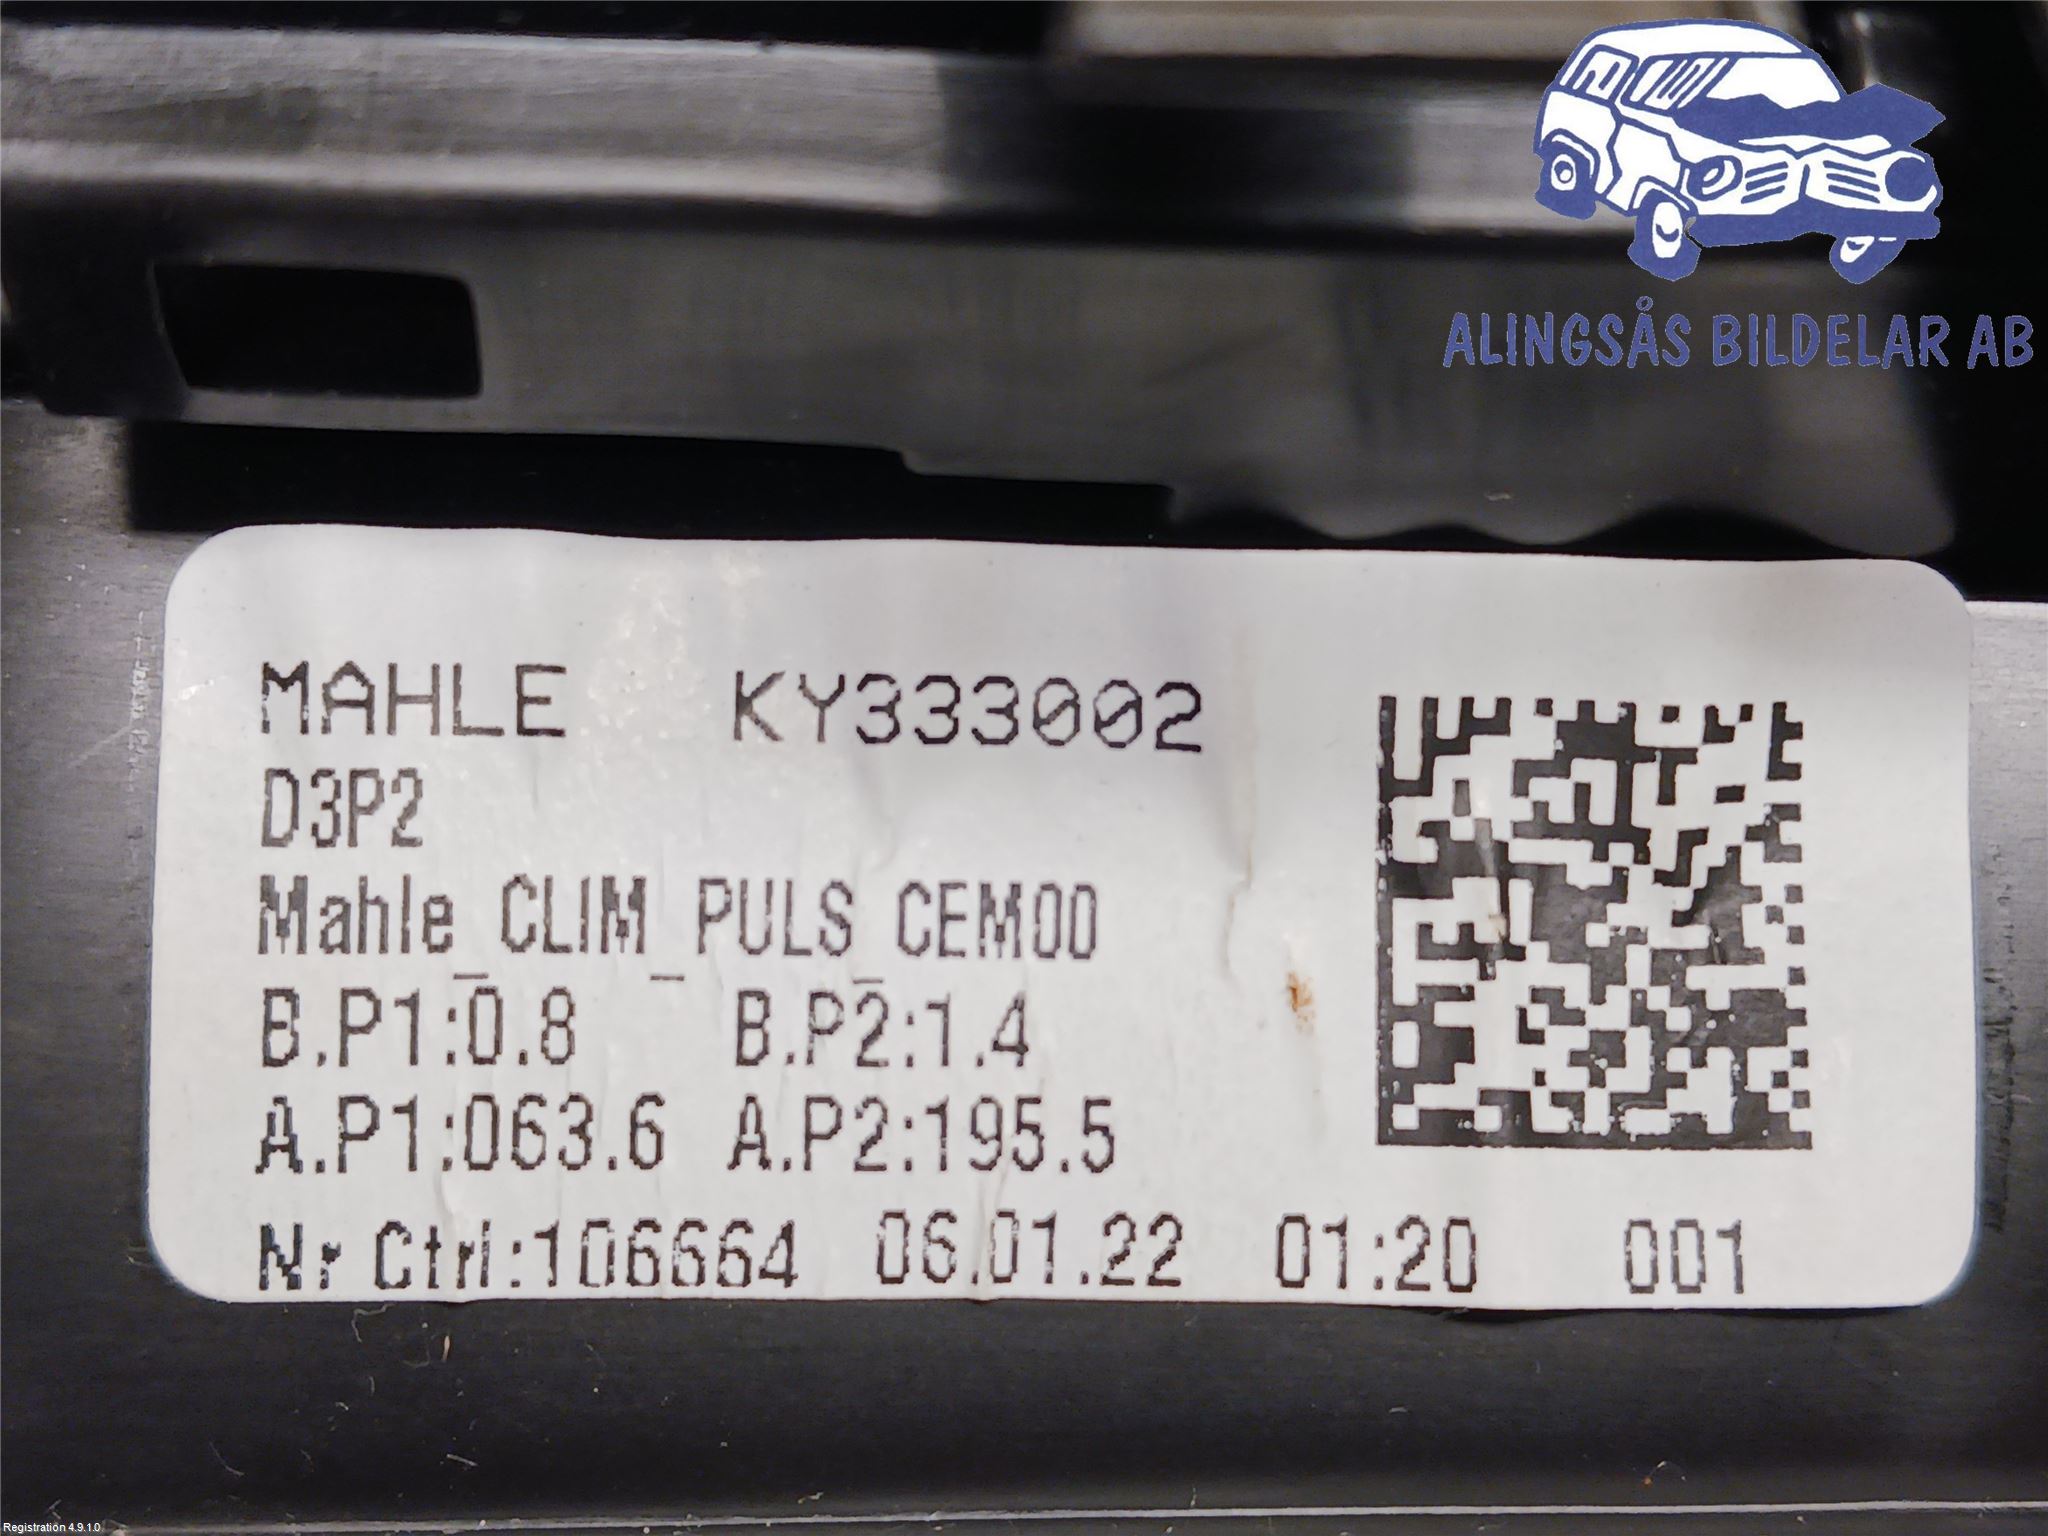 ALINGSÅS BILDELAR AB
MAHLE KY333002
D3P2
Mahle_CLIM_PULS_CEM00
B.P1:0.8 B.P2:1.4
A.P1:063.6 A.P2:195.5
Nr Ctrl:106664 06.01.22 01:20 001
Registration 4.9.1.0